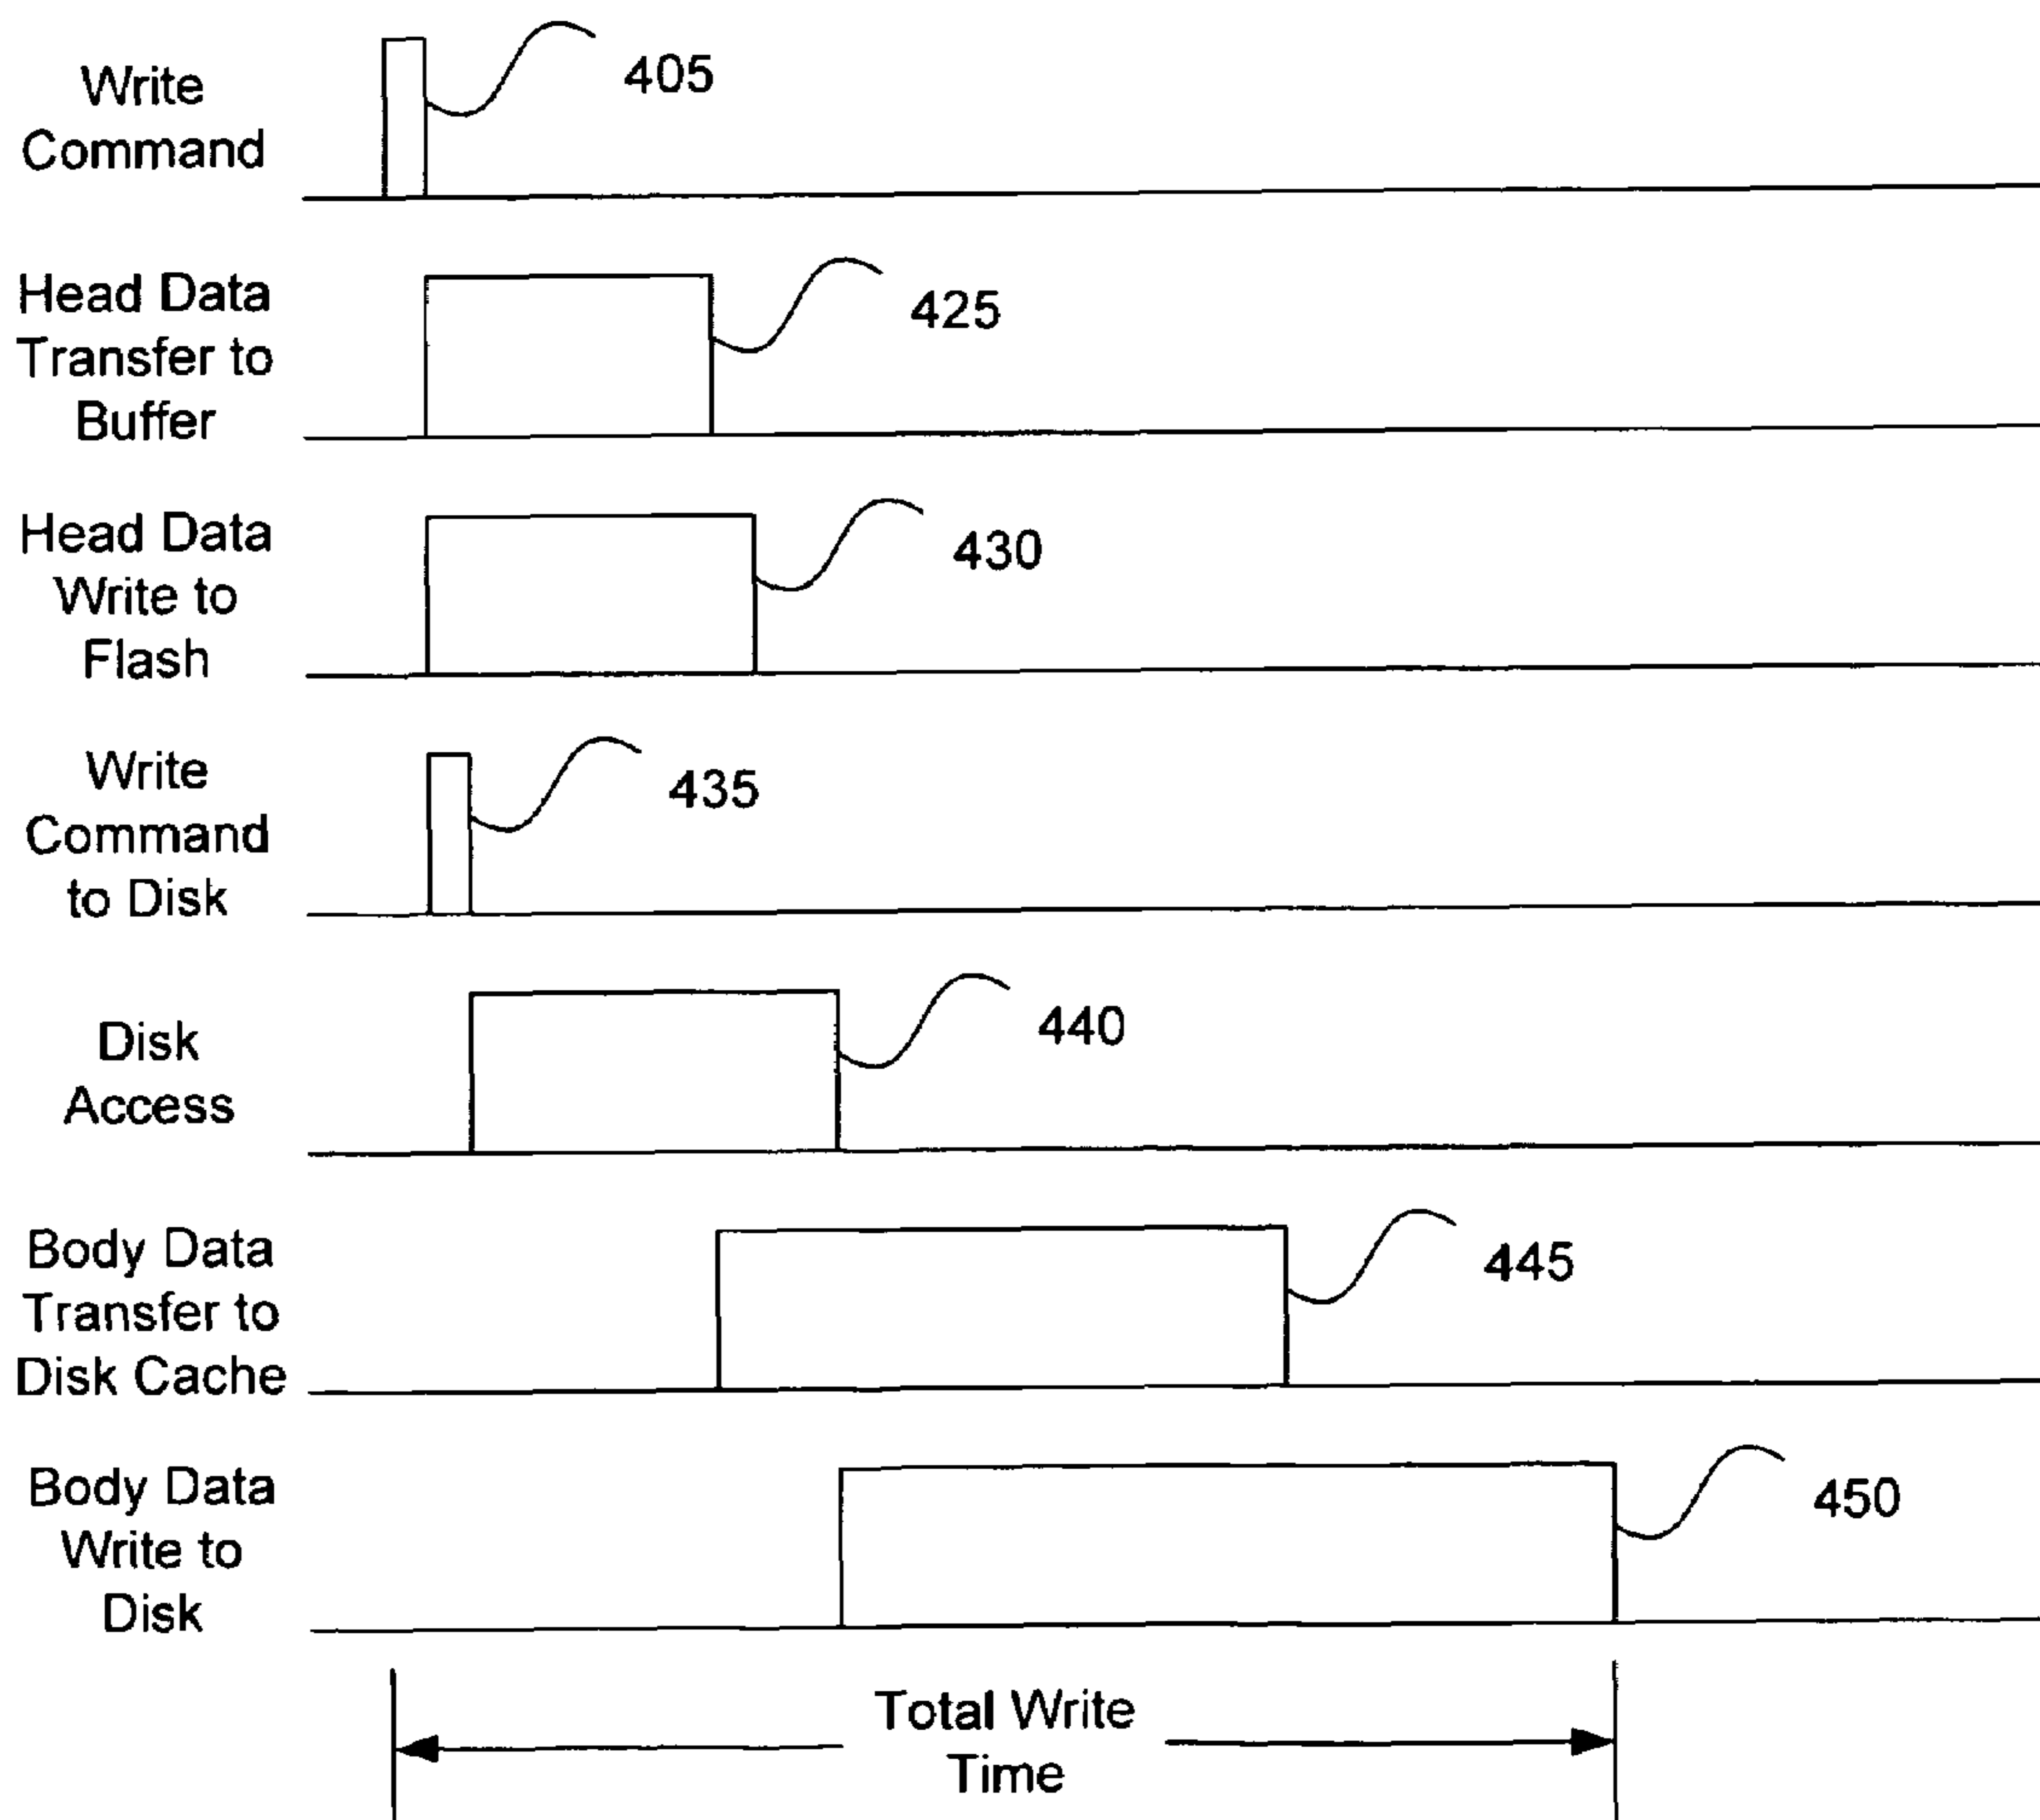 Write
Command
405
Head Data
Transfer to
Buffer
425
Head Data
Write to
Flash
430
Write
Command
to Disk
435
Disk
Access
440
Body Data
Transfer to
Disk Cache
445
Body Data
Write to
Disk
450
Total Write
Time